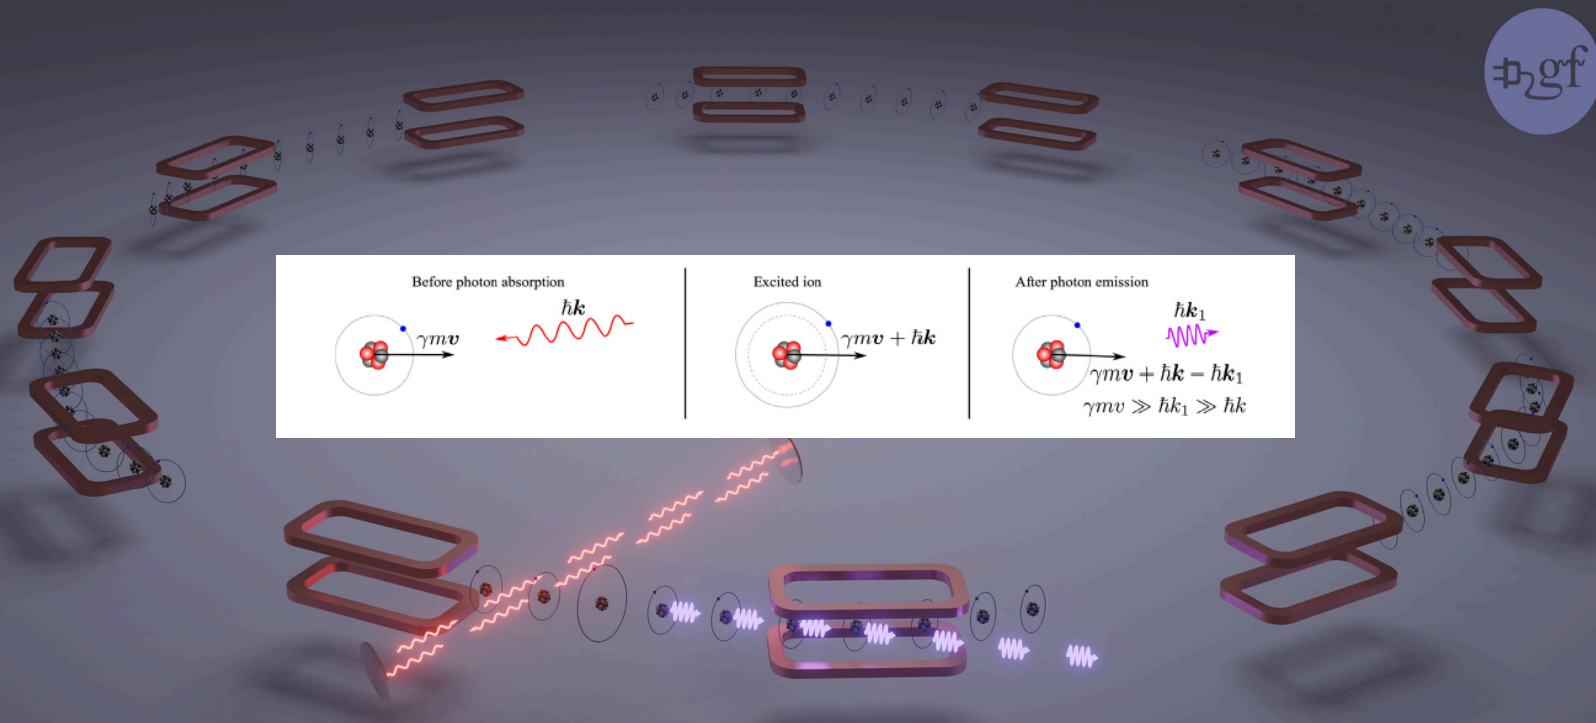 gf
Before photon absorption
ħk
γmv
Excited ion
γmv + ħk
After photon emission
ħk₁
γmv + ħk − ħk₁
γmv ≫ ħk₁ ≫ ħk